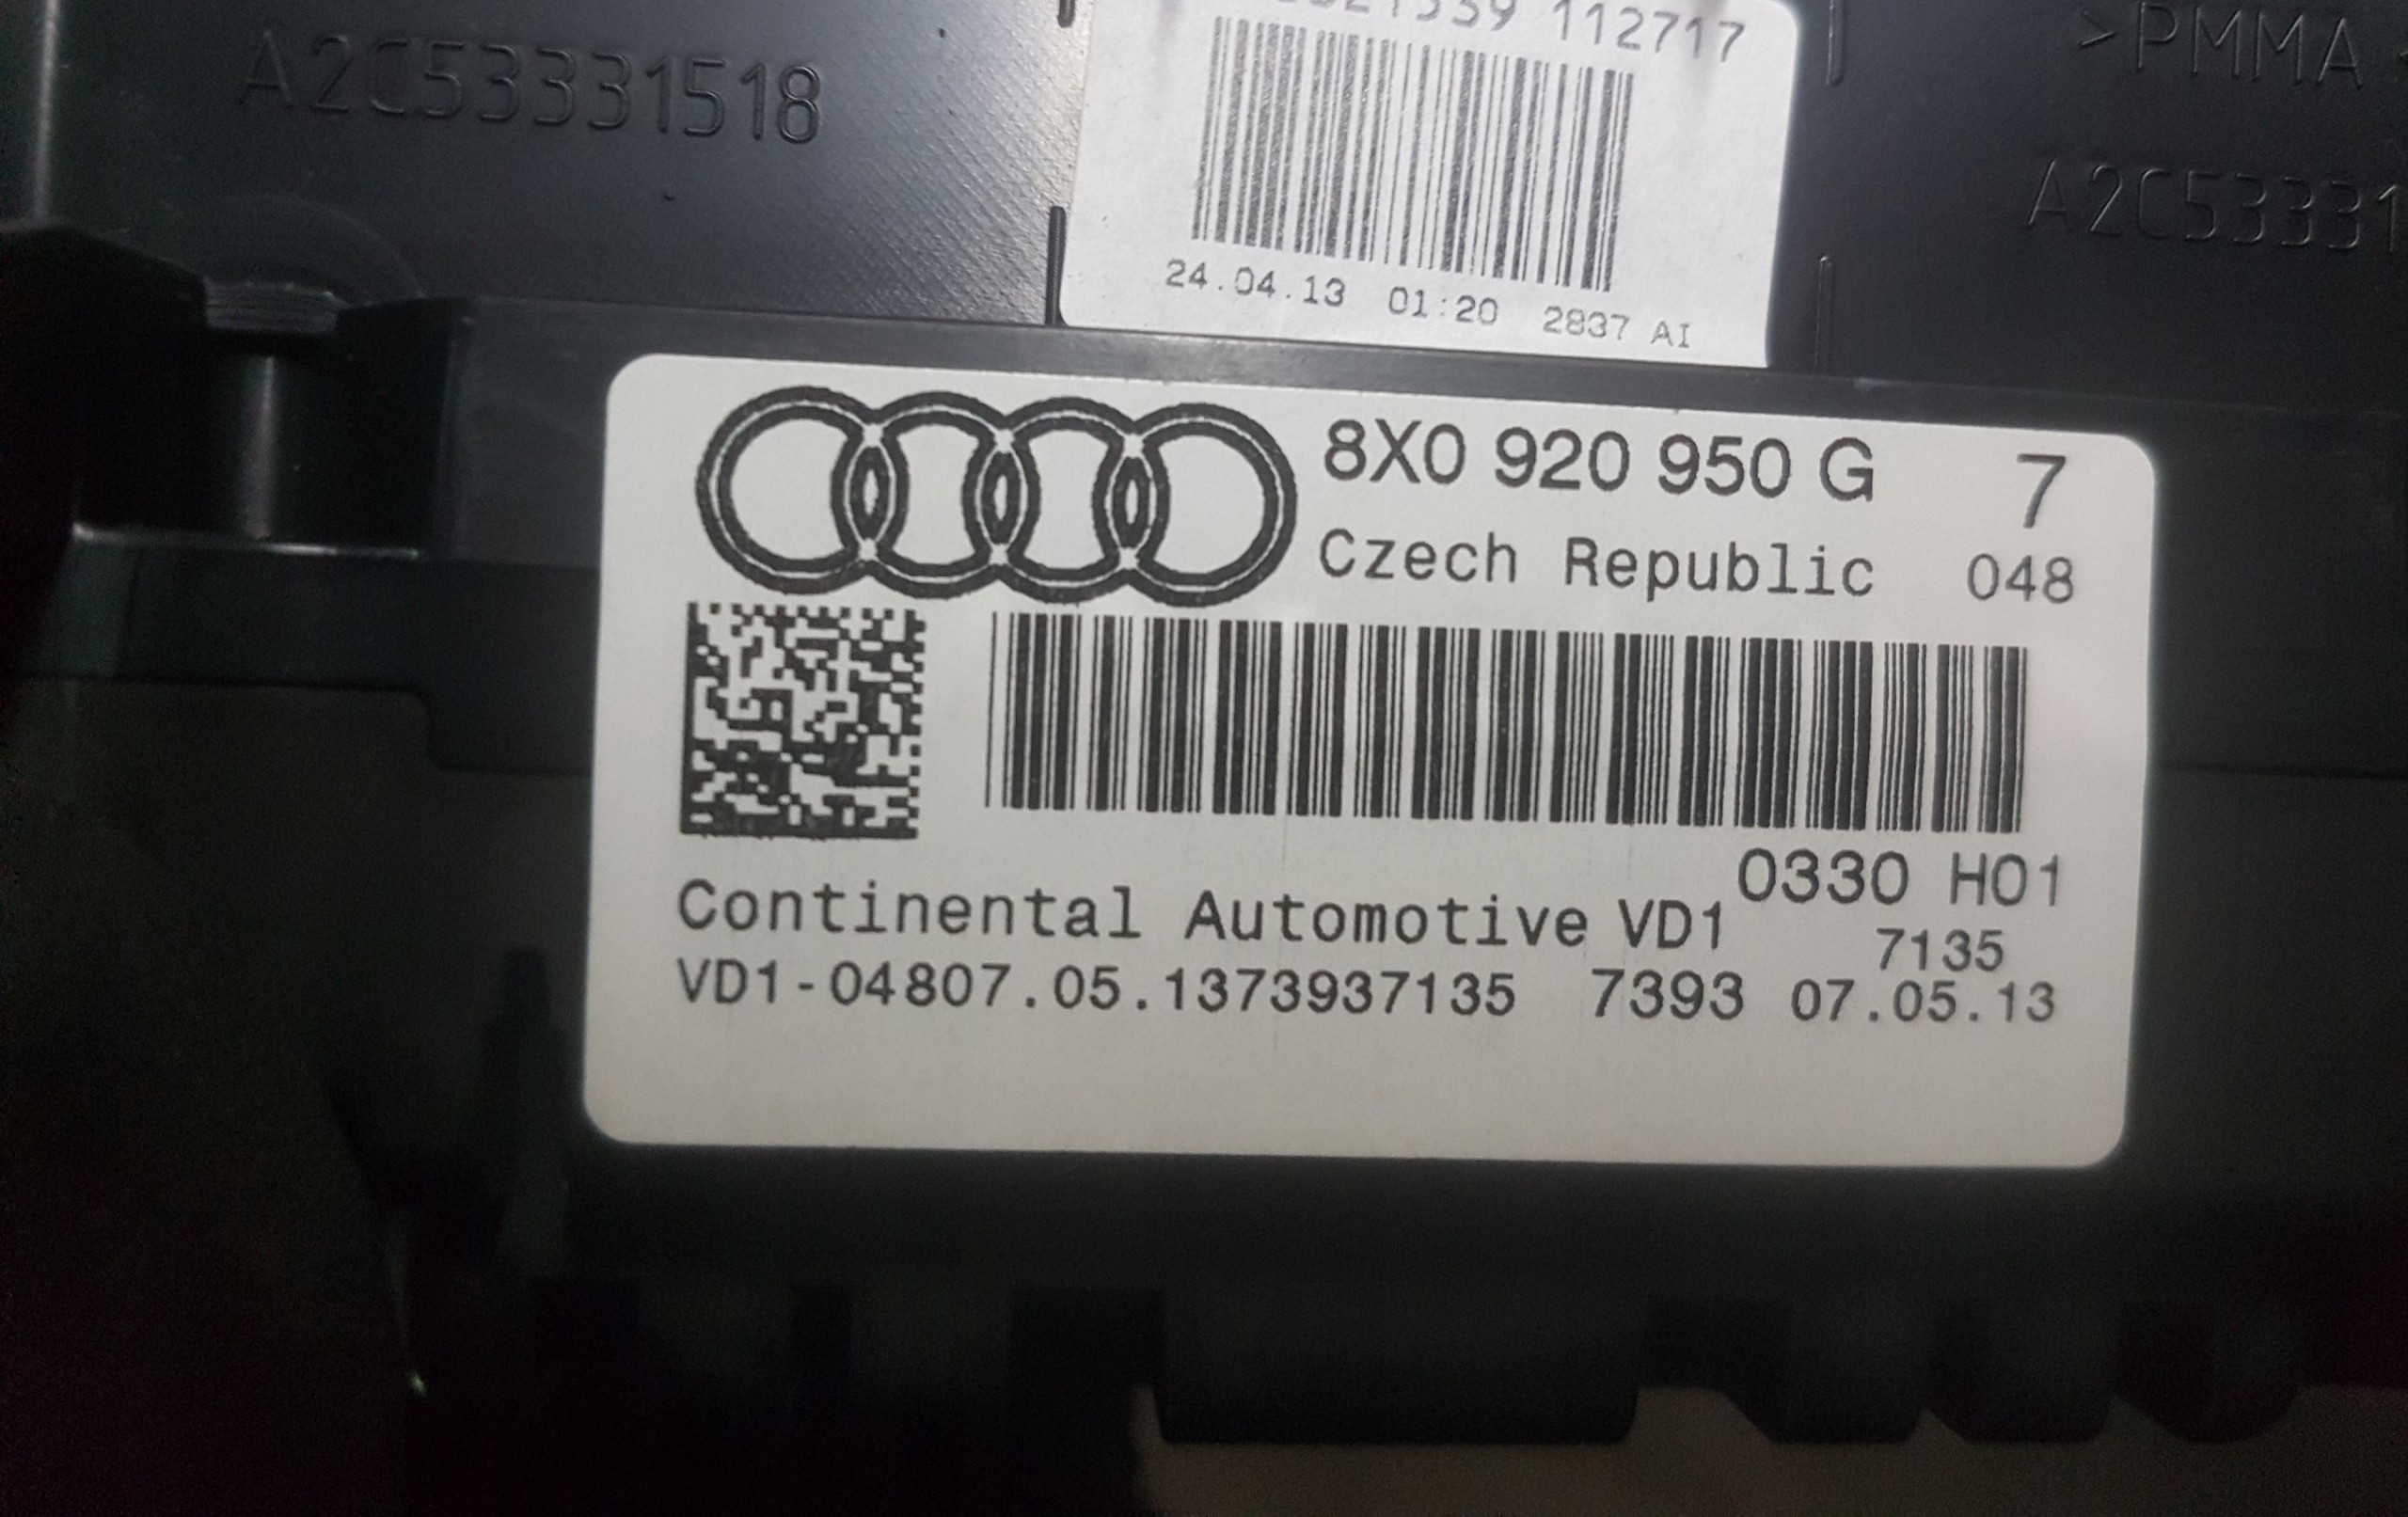 A2C53331518
112717
>PMMA
A2C53331
24.04.13 01:20 2837 AI
8X0 920 950 G 7
Czech Republic 048
0330 H01
Continental Automotive VD1
7135
VD1-04807.05.1373937135 7393 07.05.13